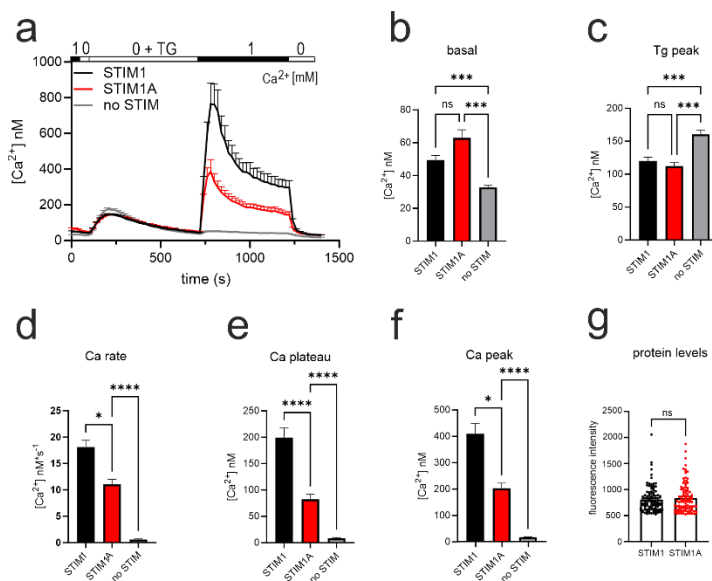 a
1 0 0 + TG 1 0
Ca²⁺ [mM]
STIM1
STIM1A
no STIM
[Ca²⁺] nM
1000
800
600
400
200
0
0 500 1000 1500
time (s)
b
basal
***
ns ***
[Ca²⁺] nM
80
60
40
20
0
STIM1 STIM1A no STIM
c
Tg peak
***
ns ***
[Ca²⁺] nM
200
150
100
50
0
STIM1 STIM1A no STIM
d
Ca rate
****
*
[Ca²⁺] nM*s⁻¹
25
20
15
10
5
0
STIM1 STIM1A no STIM
e
Ca plateau
****
****
[Ca²⁺] nM
250
200
150
100
50
0
STIM1 STIM1A no STIM
f
Ca peak
****
*
[Ca²⁺] nM
500
400
300
200
100
0
STIM1 STIM1A no STIM
g
protein levels
ns
fluorescence intensity
2500
2000
1500
1000
500
0
STIM1 STIM1A